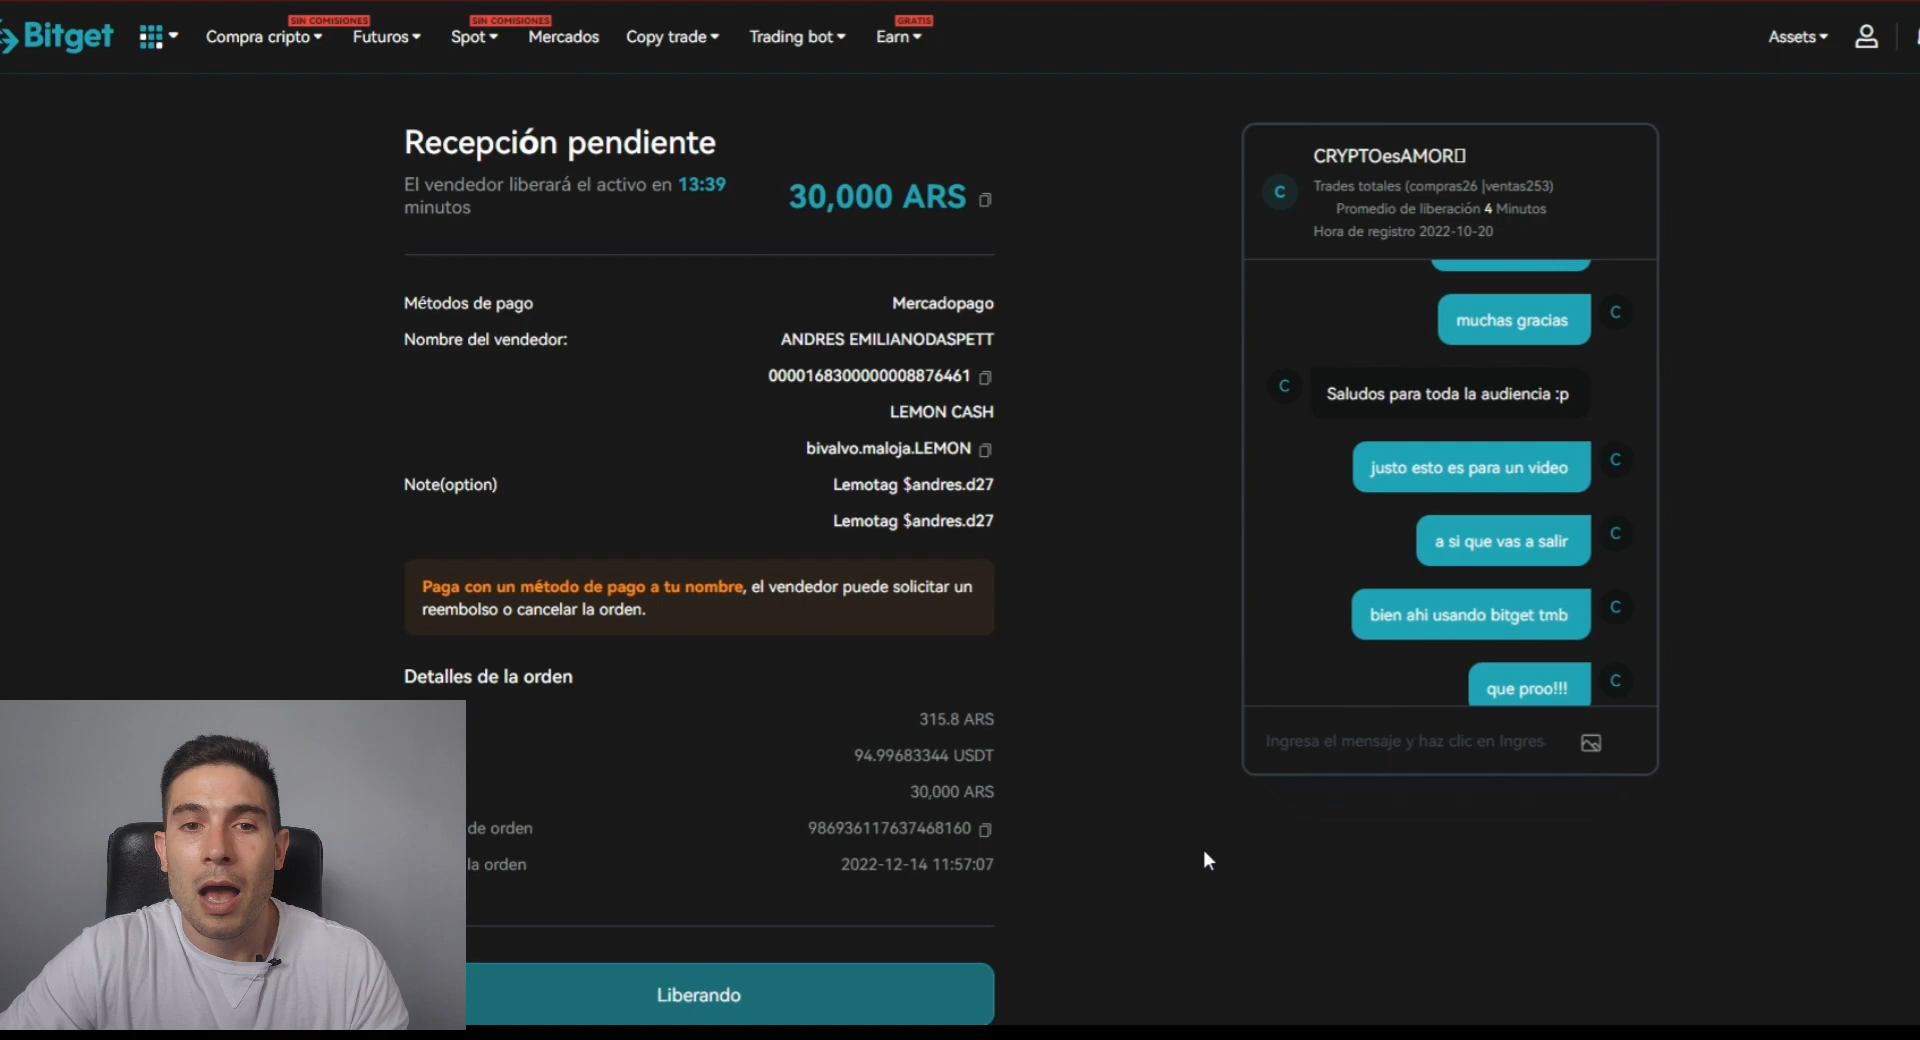 Bitget
Compra cripto
SIN COMISIONES
Futuros
Spot
SIN COMISIONES
Mercados
Copy trade
Trading bot
Earn
GRATIS
Assets
Recepción pendiente
El vendedor liberará el activo en 13:39
minutos
30,000 ARS
Métodos de pago
Mercadopago
Nombre del vendedor:
ANDRES EMILIANODASPETT
0000168300000008876461
LEMON CASH
bivalvo.maloja.LEMON
Note(option)
Lemotag $andres.d27
Lemotag $andres.d27
Paga con un método de pago a tu nombre, el vendedor puede solicitar un
reembolso o cancelar la orden.
Detalles de la orden
315.8 ARS
94.99683344 USDT
30,000 ARS
de orden
986936117637468160
la orden
2022-12-14 11:57:07
Liberando
C
CRYPTOesAMOR
Trades totales (compras26 |ventas253)
Promedio de liberación 4 Minutos
Hora de registro 2022-10-20
muchas gracias
C
C
Saludos para toda la audiencia :p
justo esto es para un video
C
a si que vas a salir
C
bien ahi usando bitget tmb
C
que proo!!!
C
Ingresa el mensaje y haz clic en Ingres